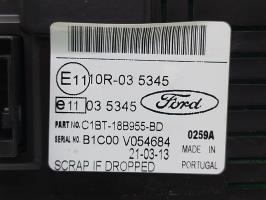 E11 10R-03 5345
e11 03 5345 Ford
PART NO. C1BT-18B955-BD 0259A
SERIAL NO. B1C00 V054684 MADE IN
21-03-13 PORTUGAL
SCRAP IF DROPPED